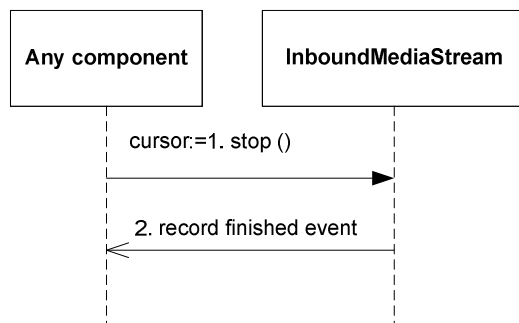 Any component
InboundMediaStream
cursor:=1. stop ()
2. record finished event